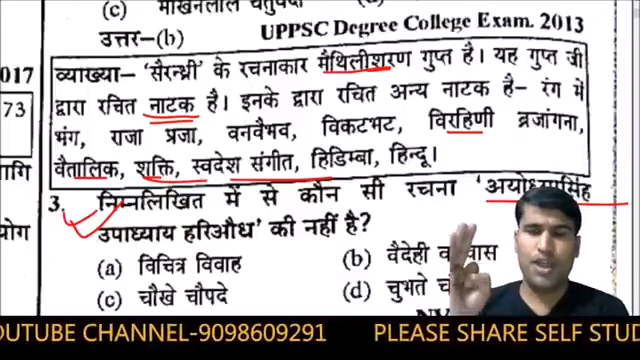 (c) माखनलाल चतुर्वेदी
उत्तर-(b)
UPPSC Degree College Exam. 2013
017
73
व्याख्या- 'सैरन्ध्री' के रचनाकार मैथिलीशरण गुप्त है। यह गुप्त जी
द्वारा रचित नाटक है। इनके द्वारा रचित अन्य नाटक है- रंग में
भंग, राजा प्रजा, वनवैभव, विकटभट, विरहिणी ब्रजांगना,
वैतालिक, शक्ति, स्वदेश संगीत, हिडिम्बा, हिन्दू।
3. निम्नलिखित में से कौन सी रचना 'अयोध्यासिंह
योग
उपाध्याय हरिऔध' की नहीं है?
(a) विचित्र विवाह
(b) वैदेही
(c) चौखे चौपदे
(d) चुभते
OUTUBE CHANNEL-9098609291 PLEASE SHARE SELF STUD